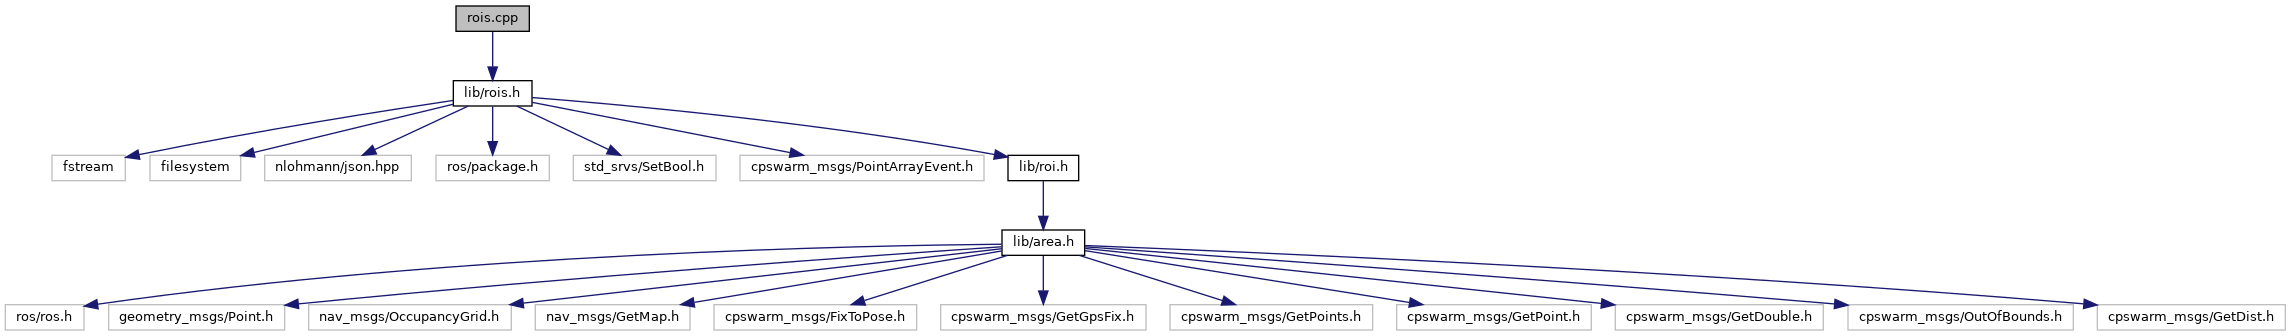 rois.cpp
lib/rois.h
fstream
filesystem
nlohmann/json.hpp
ros/package.h
std_srvs/SetBool.h
cpswarm_msgs/PointArrayEvent.h
lib/roi.h
lib/area.h
ros/ros.h
geometry_msgs/Point.h
nav_msgs/OccupancyGrid.h
nav_msgs/GetMap.h
cpswarm_msgs/FixToPose.h
cpswarm_msgs/GetGpsFix.h
cpswarm_msgs/GetPoints.h
cpswarm_msgs/GetPoint.h
cpswarm_msgs/GetDouble.h
cpswarm_msgs/OutOfBounds.h
cpswarm_msgs/GetDist.h